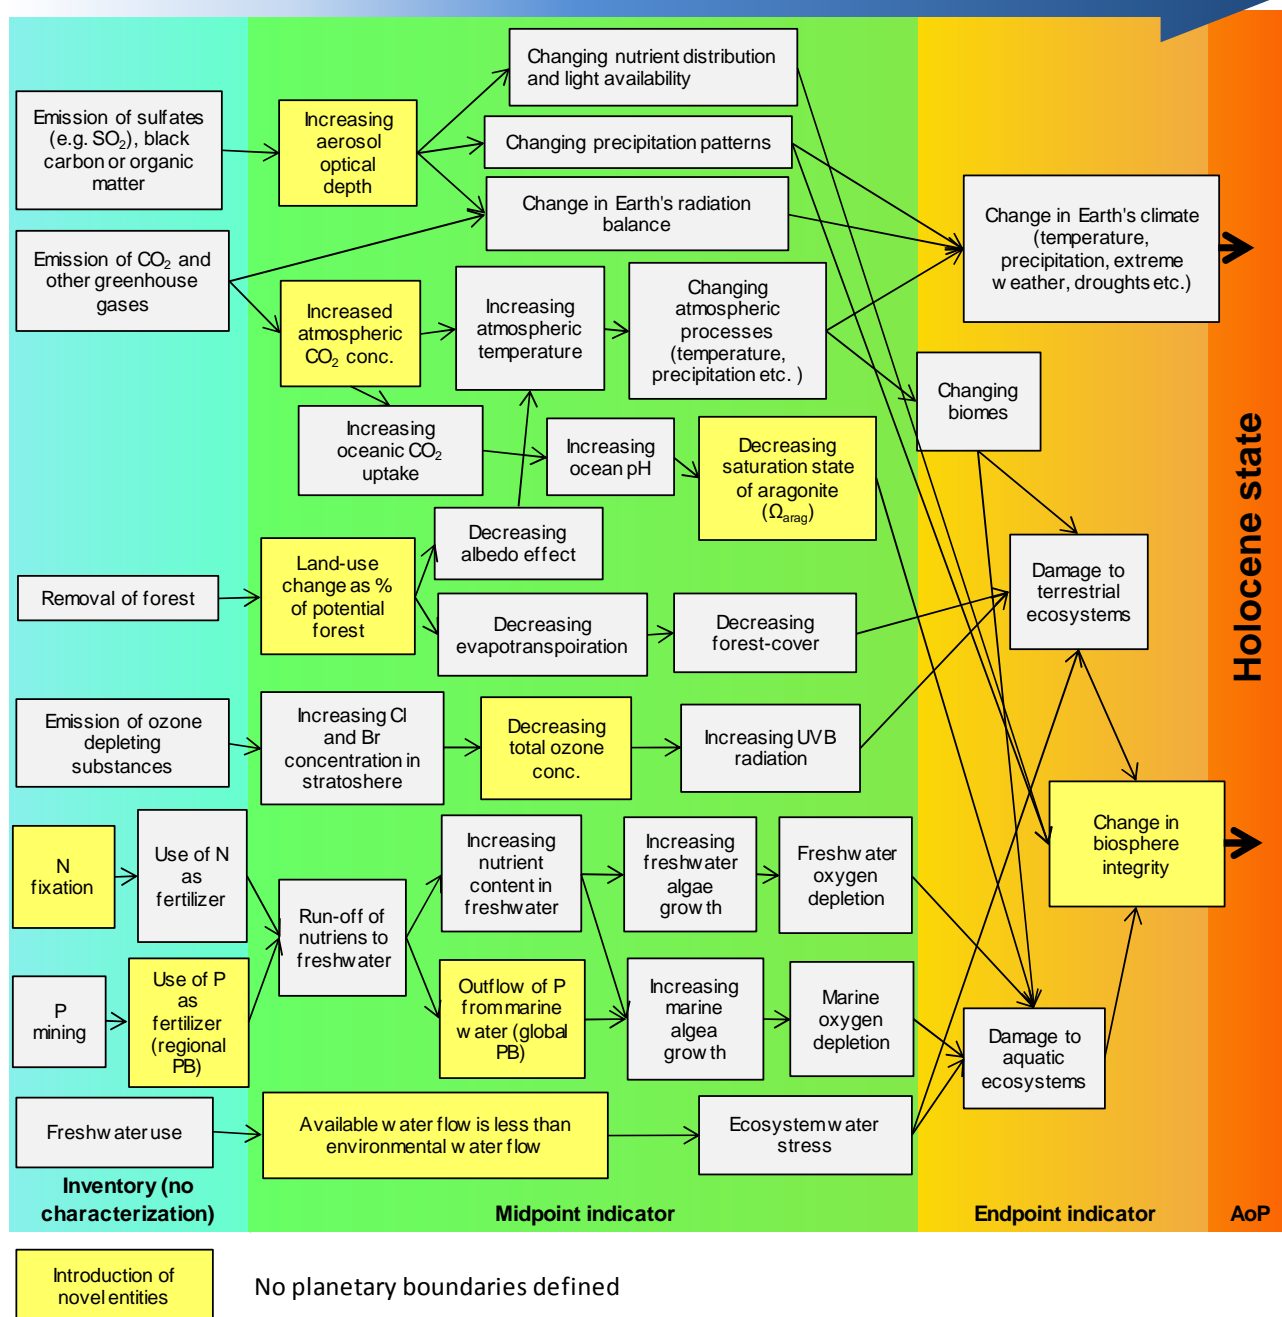 Changing nutrient distribution
and light availability
Emission of sulfates
(e.g. SO₂), black
carbon or organic
matter
Increasing
aerosol
optical
depth
Changing precipitation patterns
Change in Earth's radiation
balance
Change in Earth's climate
(temperature,
precipitation, extreme
weather, droughts etc.)
Emission of CO₂ and
other greenhouse
gases
Increased
atmospheric
CO₂ conc.
Increasing
atmospheric
temperature
Changing
atmospheric
processes
(temperature,
precipitation etc. )
Changing
biomes
Increasing
oceanic CO₂
uptake
Increasing
ocean pH
Decreasing
saturation state
of aragonite
(Ωarag)
Holocene state
Decreasing
albedo effect
Removal of forest
Land-use
change as %
of potential
forest
Decreasing
evapotranspoiration
Decreasing
forest-cover
Damage to
terrestrial
ecosystems
Emission of ozone
depleting
substances
Increasing Cl
and Br
concentration in
stratoshere
Decreasing
total ozone
conc.
Increasing UVB
radiation
Change in
biosphere
integrity
N
fixation
Use of N
as
fertilizer
Run-off of
nutriens to
freshwater
Increasing
nutrient
content in
freshwater
Increasing
freshwater
algae
growth
Freshwater
oxygen
depletion
P
mining
Use of P
as
fertilizer
(regional
PB)
Outflow of P
from marine
water (global
PB)
Increasing
marine
algea
growth
Marine
oxygen
depletion
Damage to
aquatic
ecosystems
Freshwater use
Available water flow is less than
environmental water flow
Ecosystem water
stress
Inventory (no
characterization)
Midpoint indicator
Endpoint indicator
AoP
Introduction of
novel entities
No planetary boundaries defined